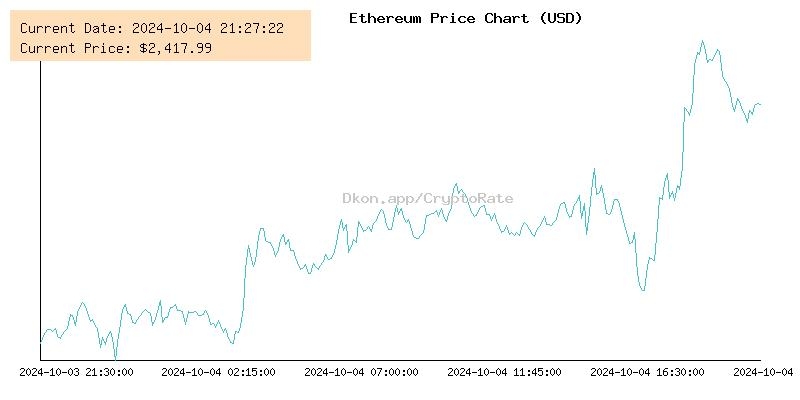 Ethereum Price Chart (USD)
Current Date: 2024-10-04 21:27:22
Current Price: $2,417.99
Dkon.app/CryptoRate
2024-10-03 21:30:00 2024-10-04 02:15:00 2024-10-04 07:00:00 2024-10-04 11:45:00 2024-10-04 16:30:00 2024-10-04